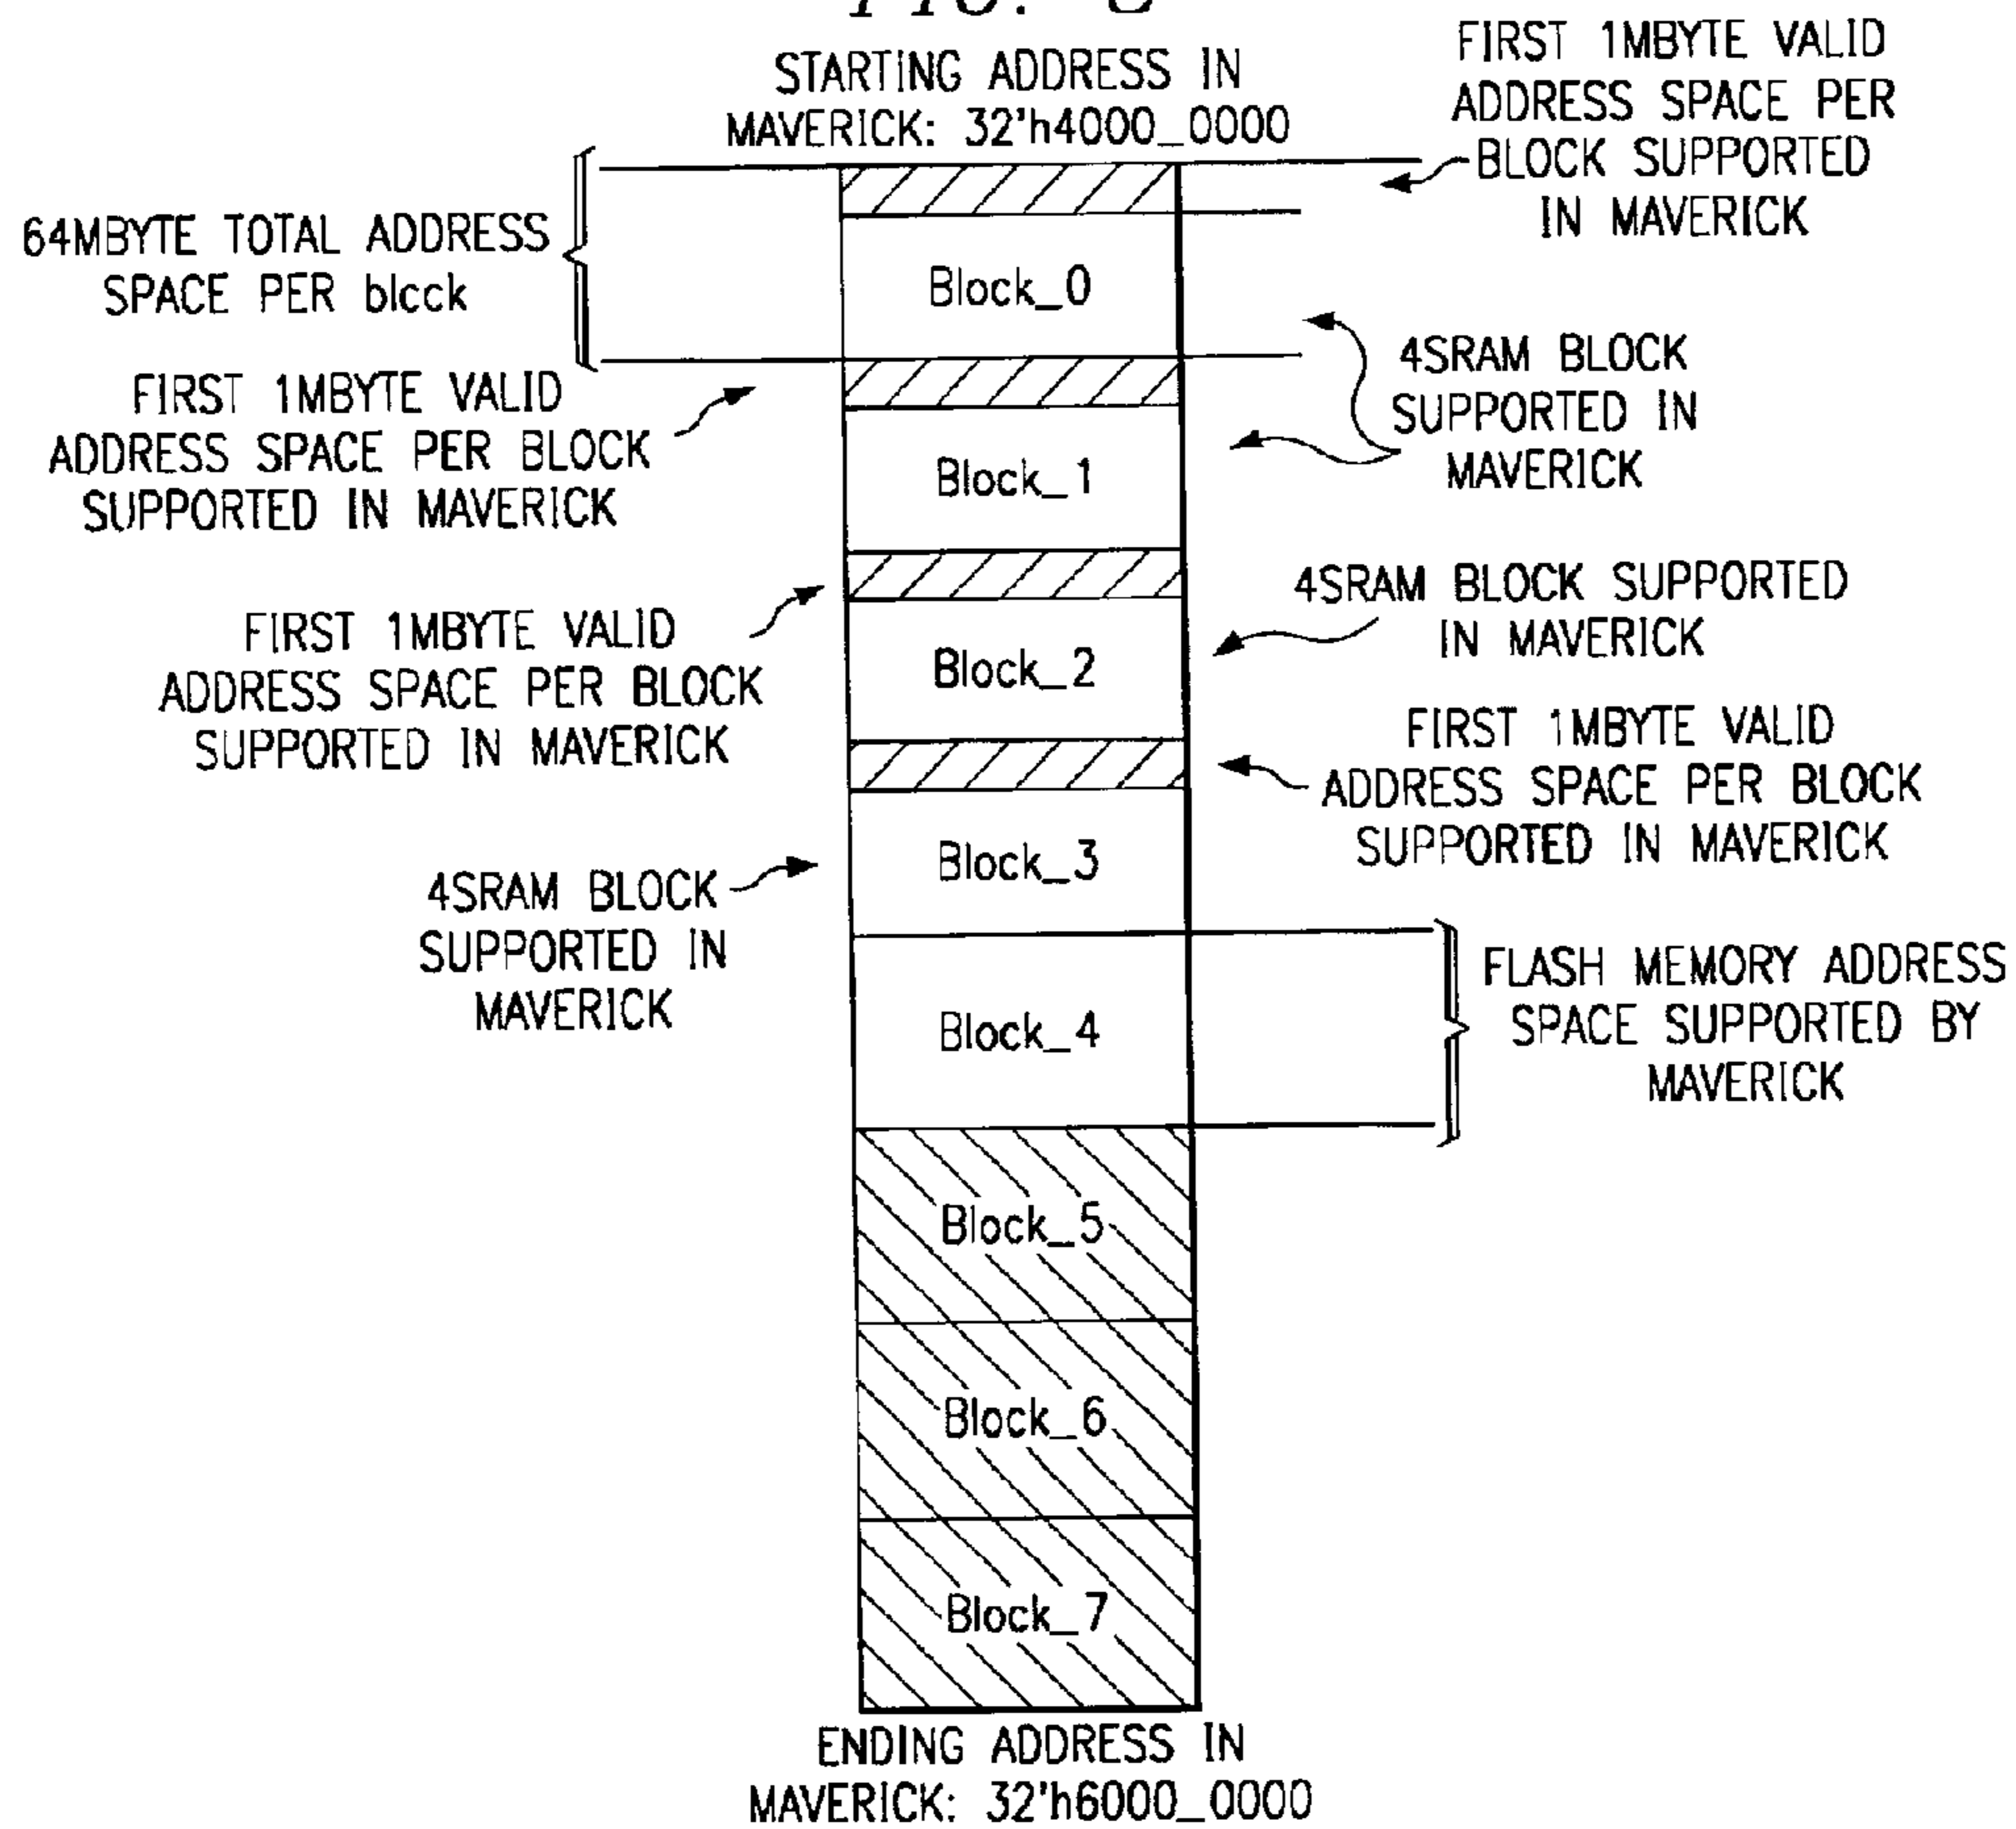 STARTING ADDRESS IN
MAVERICK: 32'h4000_0000
FIRST 1MBYTE VALID
ADDRESS SPACE PER
BLOCK SUPPORTED
IN MAVERICK
64MBYTE TOTAL ADDRESS
SPACE PER blcck
Block_0
4SRAM BLOCK
SUPPORTED IN
MAVERICK
FIRST 1MBYTE VALID
ADDRESS SPACE PER BLOCK
SUPPORTED IN MAVERICK
Block_1
4SRAM BLOCK SUPPORTED
IN MAVERICK
FIRST 1MBYTE VALID
ADDRESS SPACE PER BLOCK
SUPPORTED IN MAVERICK
Block_2
FIRST 1MBYTE VALID
ADDRESS SPACE PER BLOCK
SUPPORTED IN MAVERICK
Block_3
4SRAM BLOCK
SUPPORTED IN
MAVERICK
FLASH MEMORY ADDRESS
SPACE SUPPORTED BY
MAVERICK
Block_4
Block_5
Block_6
Block_7
ENDING ADDRESS IN
MAVERICK: 32'h6000_0000